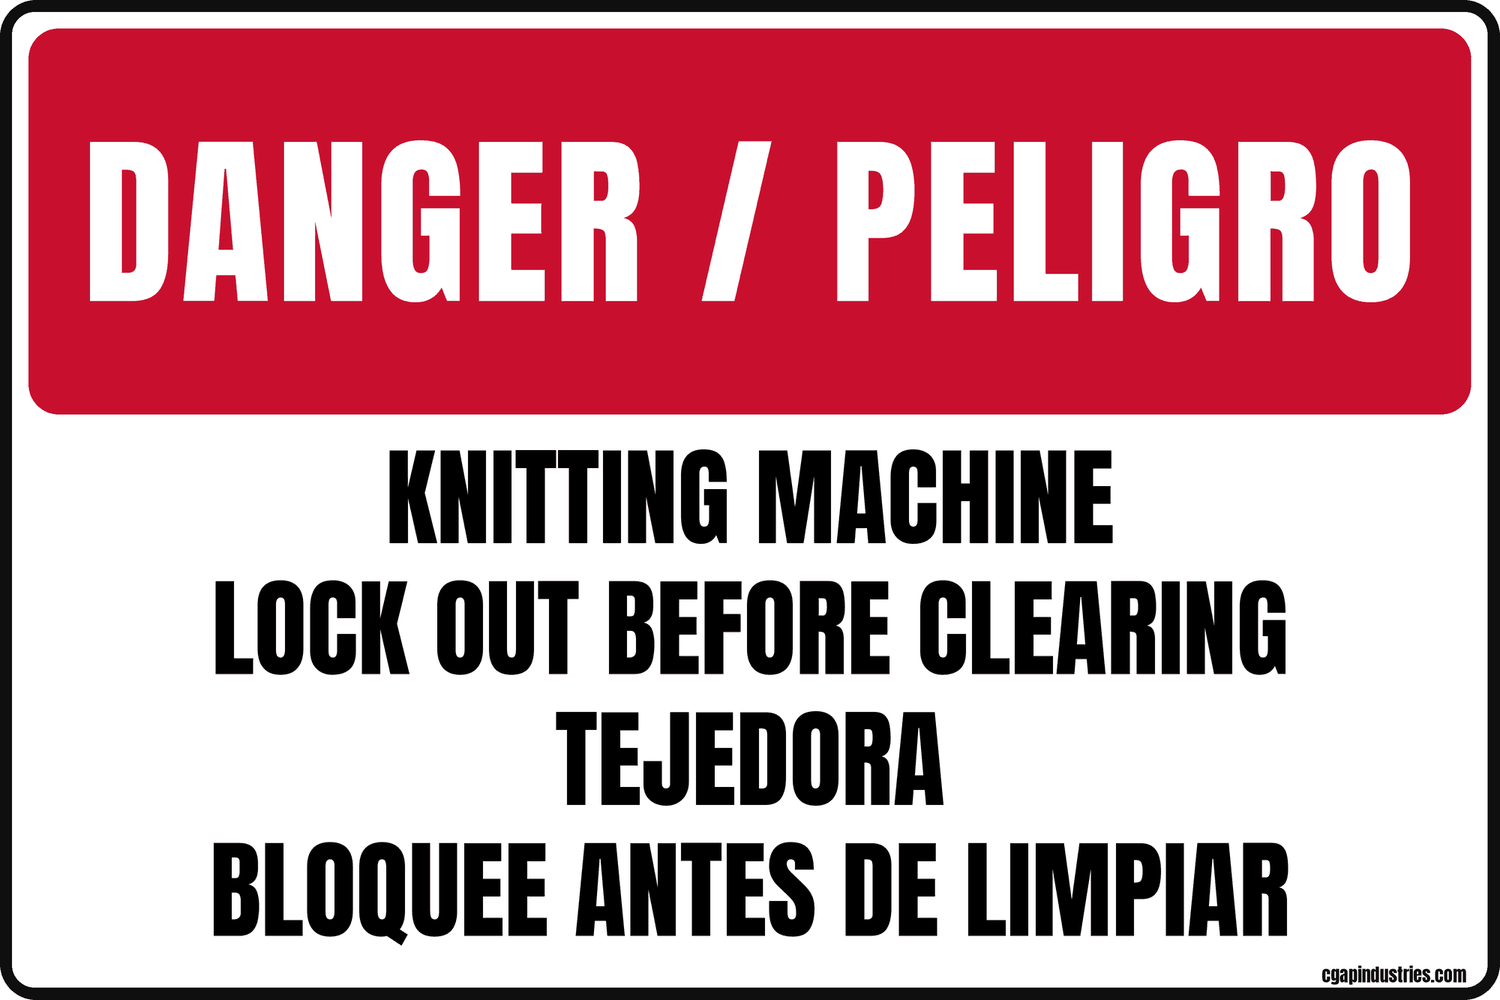 DANGER / PELIGRO
KNITTING MACHINE
LOCK OUT BEFORE CLEARING
TEJEDORA
BLOQUEE ANTES DE LIMPIAR
cgapindustries.com